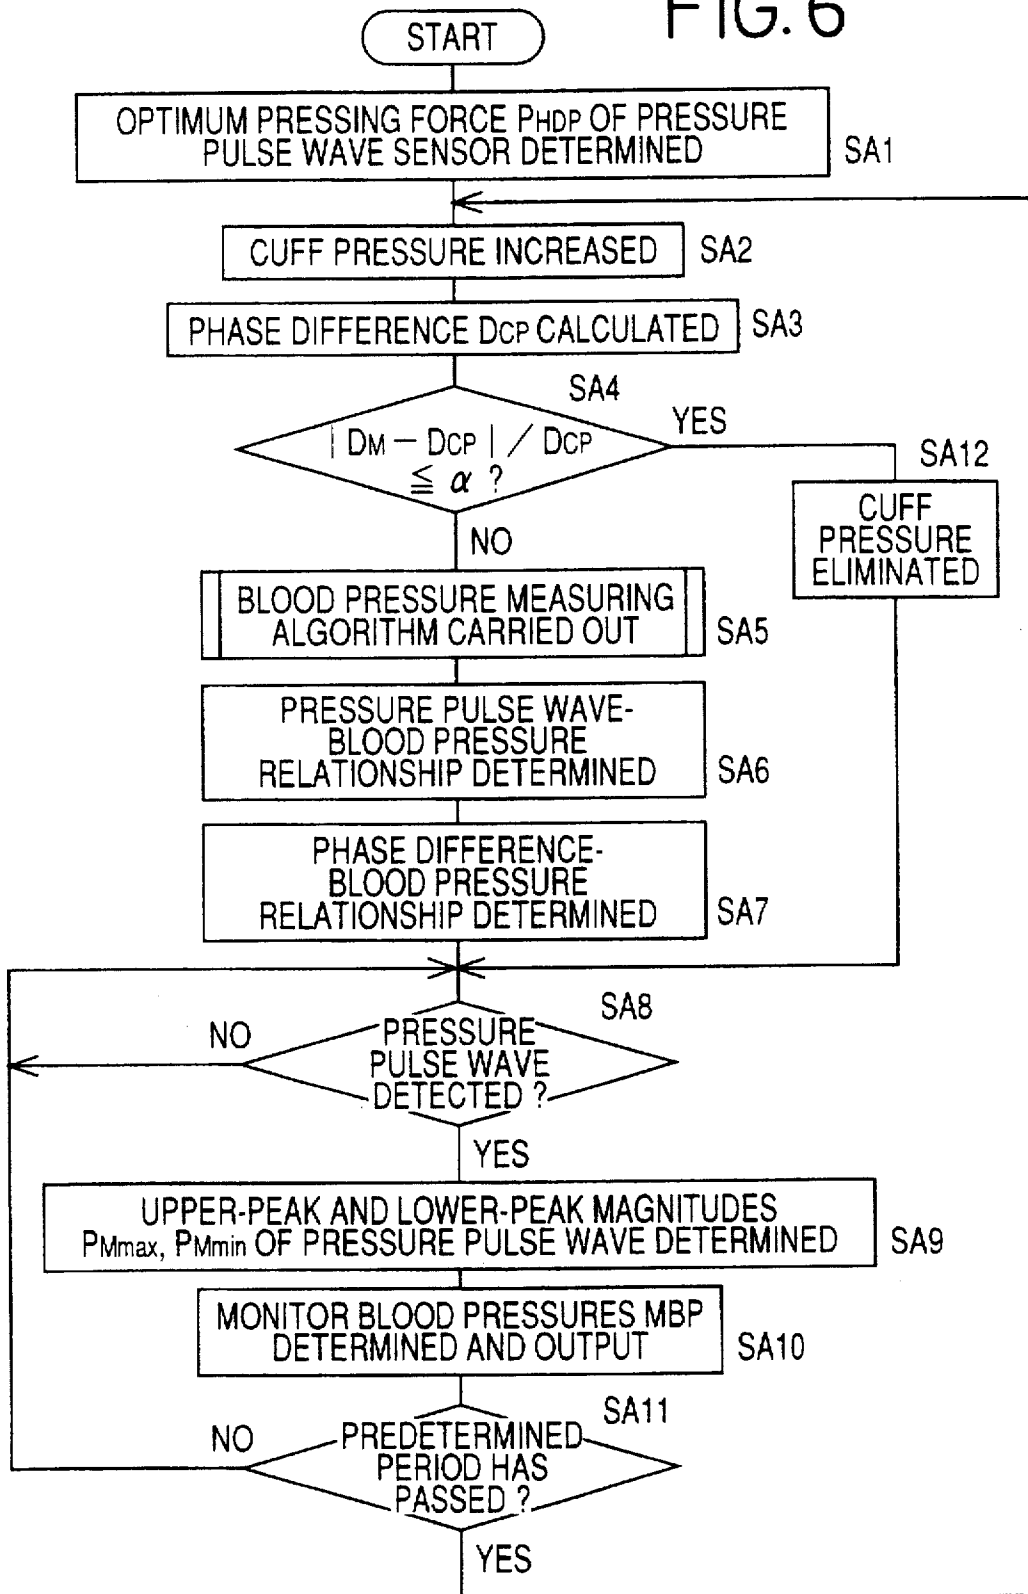 FIG. 6
START
OPTIMUM PRESSING FORCE PHDP OF PRESSURE
PULSE WAVE SENSOR DETERMINED
SA1
CUFF PRESSURE INCREASED
SA2
PHASE DIFFERENCE DCP CALCULATED
SA3
SA4
| DM - DCP | / DCP
≦ α ?
YES
NO
SA12
CUFF
PRESSURE
ELIMINATED
BLOOD PRESSURE MEASURING
ALGORITHM CARRIED OUT
SA5
PRESSURE PULSE WAVE-
BLOOD PRESSURE
RELATIONSHIP DETERMINED
SA6
PHASE DIFFERENCE-
BLOOD PRESSURE
RELATIONSHIP DETERMINED
SA7
SA8
NO
PRESSURE
PULSE WAVE
DETECTED ?
YES
UPPER-PEAK AND LOWER-PEAK MAGNITUDES
PMmax, PMmin OF PRESSURE PULSE WAVE DETERMINED
SA9
MONITOR BLOOD PRESSURES MBP
DETERMINED AND OUTPUT
SA10
SA11
NO
PREDETERMINED
PERIOD HAS
PASSED ?
YES